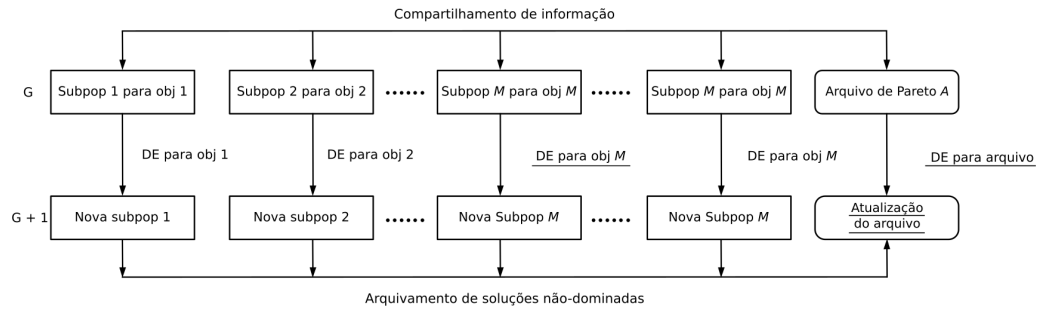 Compartilhamento de informação
G
Subpop 1 para obj 1
Subpop 2 para obj 2
......
Subpop M para obj M
......
Subpop M para obj M
Arquivo de Pareto A
DE para obj 1
DE para obj 2
DE para obj M
DE para obj M
DE para arquivo
G + 1
Nova subpop 1
Nova subpop 2
......
Nova Subpop M
......
Nova Subpop M
Atualização
do arquivo
Arquivamento de soluções não-dominadas